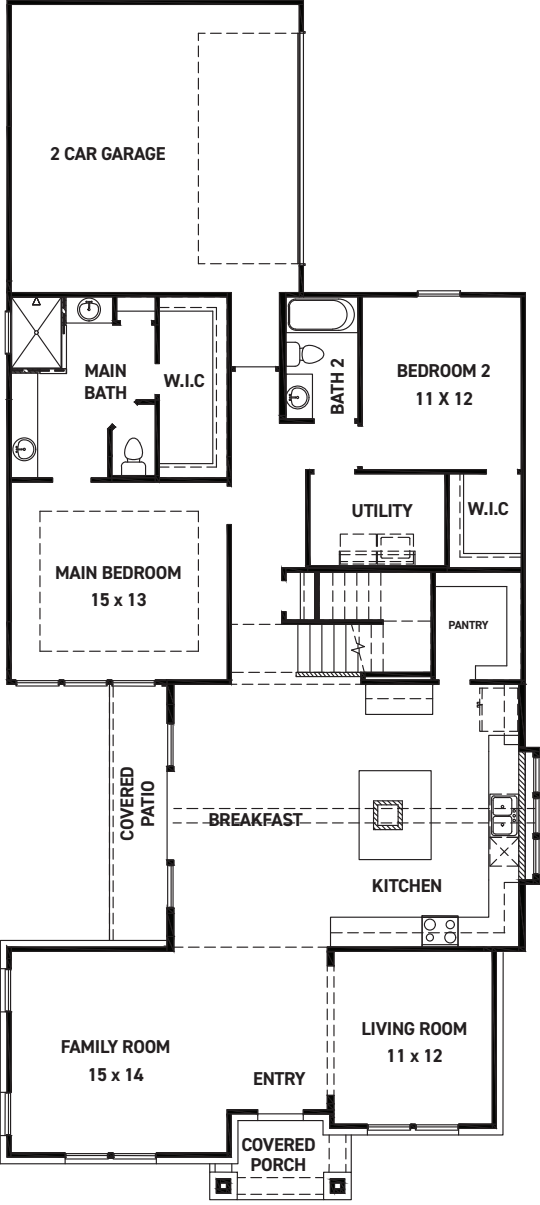 2 CAR GARAGE
MAIN
BATH
W.I.C
BATH 2
BEDROOM 2
11 X 12
UTILITY
W.I.C
MAIN BEDROOM
15 x 13
PANTRY
COVERED
PATIO
BREAKFAST
KITCHEN
FAMILY ROOM
15 x 14
LIVING ROOM
11 x 12
ENTRY
COVERED
PORCH